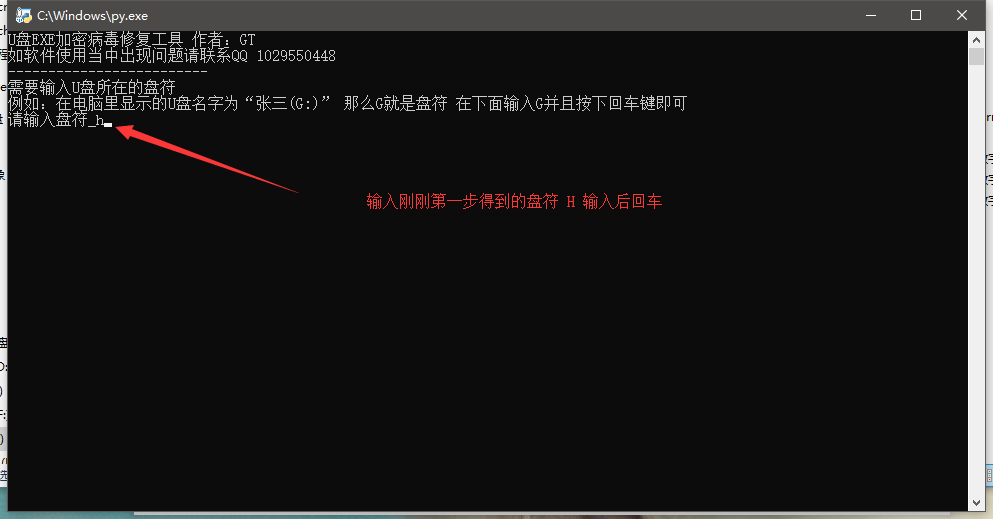 C:\Windows\py.exe
U盘EXE加密病毒修复工具 作者：GT
如软件使用当中出现问题请联系QQ 1029550448
-------------------------
需要输入U盘所在的盘符
例如：在电脑里显示的U盘名字为“张三(G:)” 那么G就是盘符 在下面输入G并且按下回车键即可
请输入盘符_h
输入刚刚第一步得到的盘符 H 输入后回车